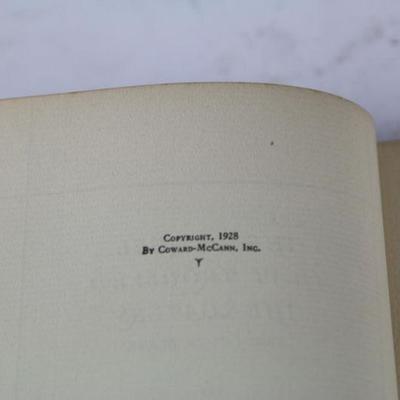 Copyright, 1928
By Coward-McCann, Inc.